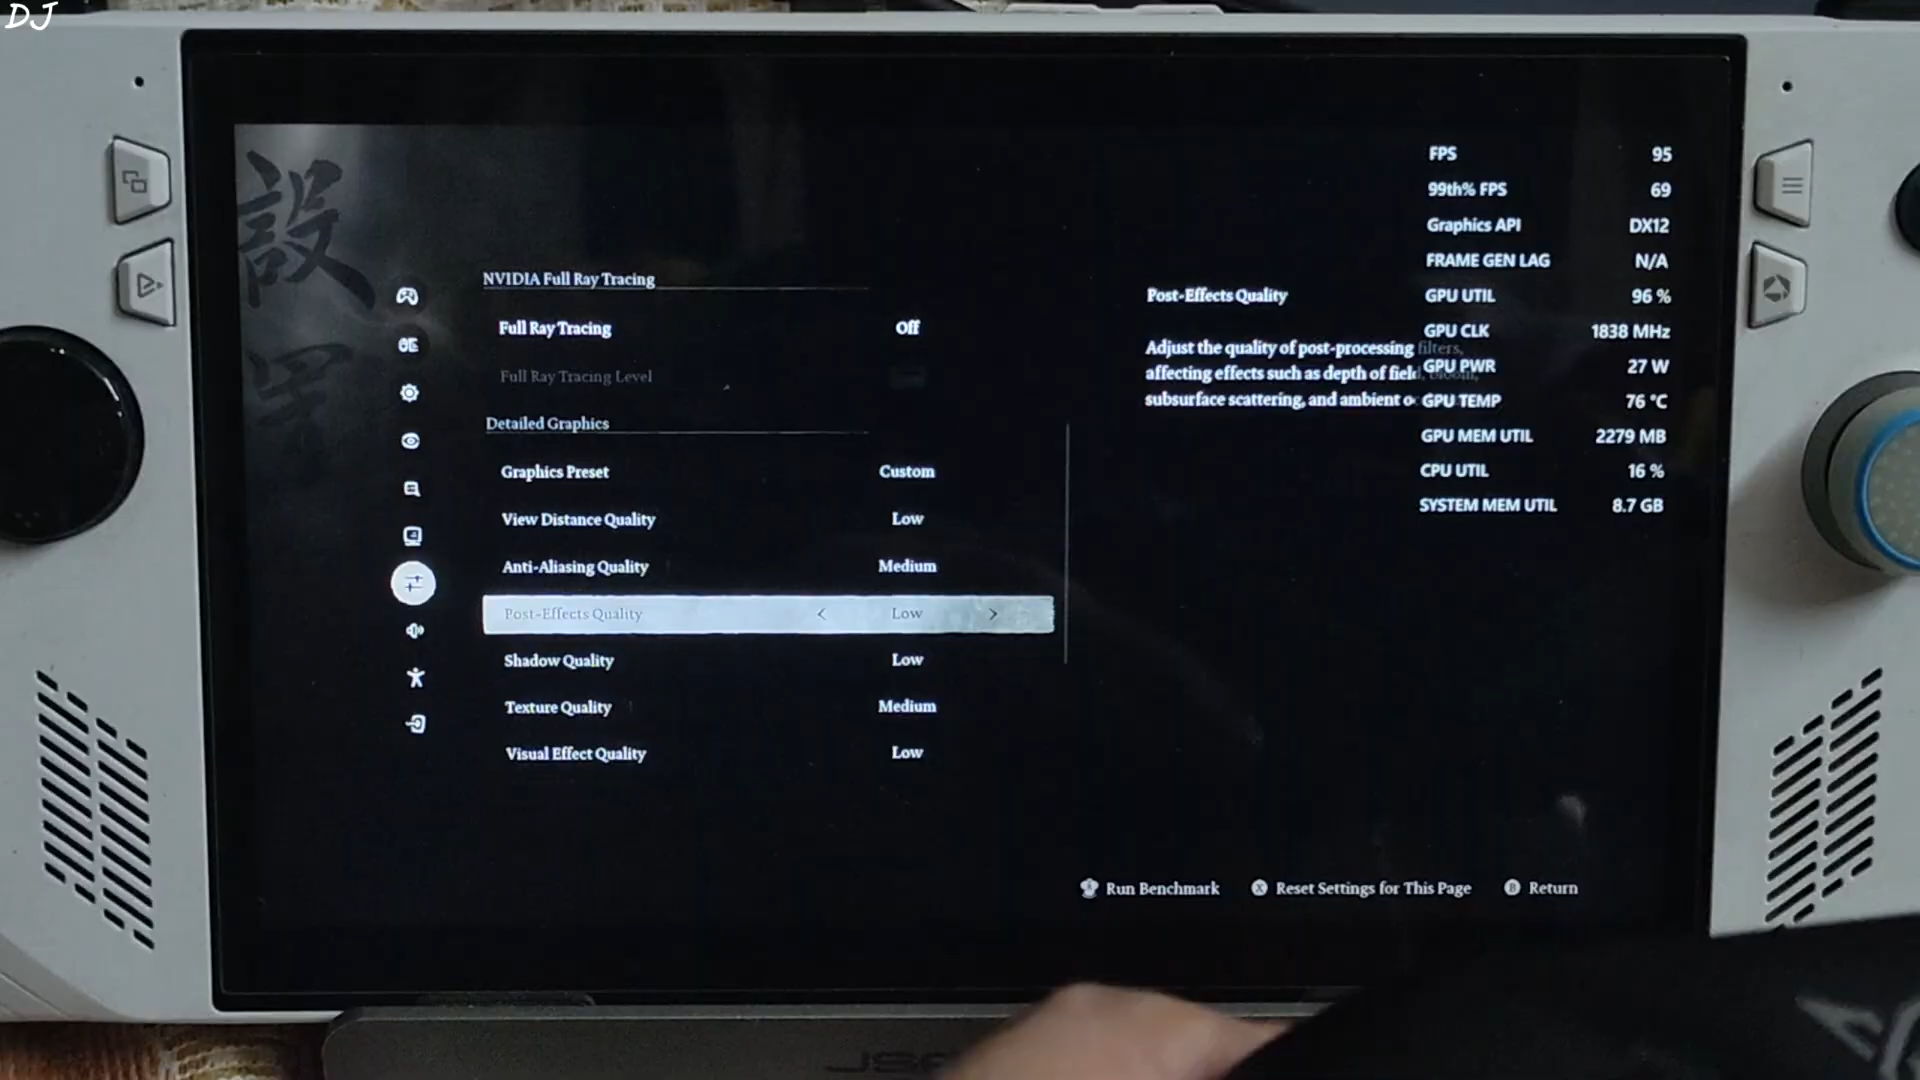 DJ
設置
NVIDIA Full Ray Tracing
Full Ray Tracing Off
Full Ray Tracing Level
Detailed Graphics
Graphics Preset Custom
View Distance Quality Low
Anti-Aliasing Quality Medium
Post-Effects Quality < Low >
Shadow Quality Low
Texture Quality Medium
Visual Effect Quality Low
Post-Effects Quality
Adjust the quality of post-processing filters,
affecting effects such as depth of field, bloom,
subsurface scattering, and ambient o
FPS 95
99th% FPS 69
Graphics API DX12
FRAME GEN LAG N/A
GPU UTIL 96 %
GPU CLK 1838 MHz
GPU PWR 27 W
GPU TEMP 76 °C
GPU MEM UTIL 2279 MB
CPU UTIL 16 %
SYSTEM MEM UTIL 8.7 GB
Run Benchmark
X Reset Settings for This Page
B Return